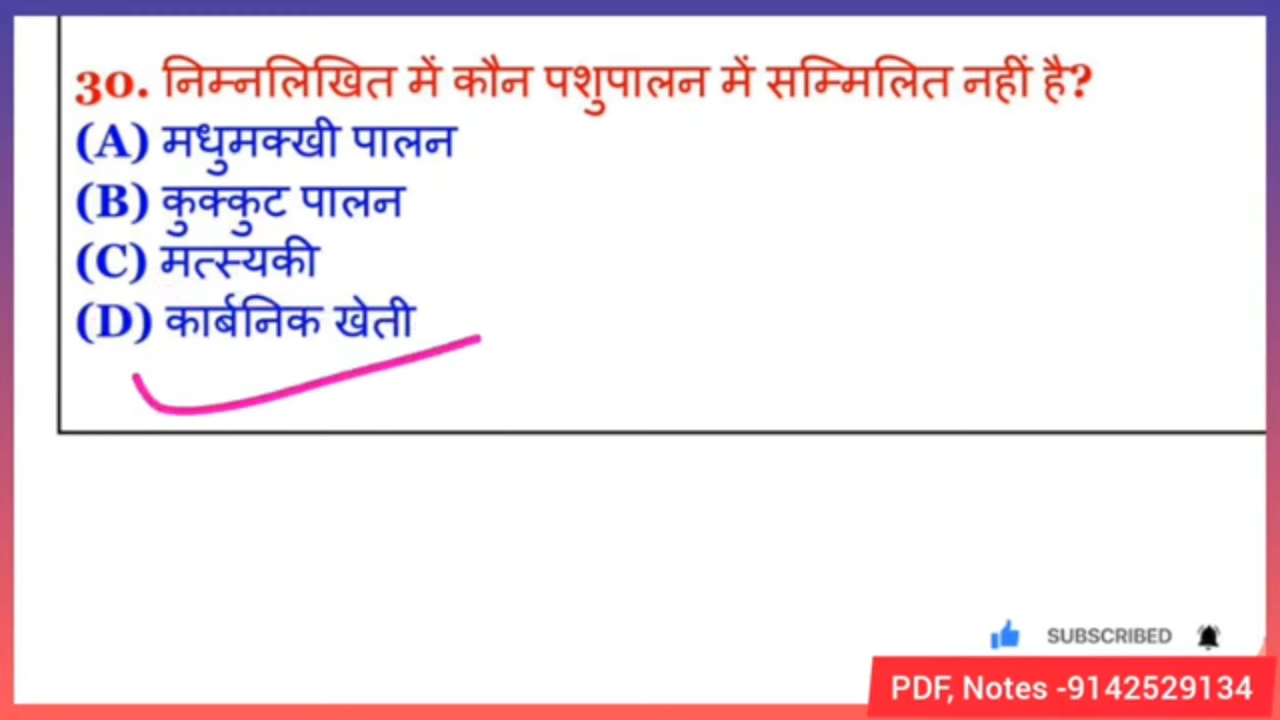 30. निम्नलिखित में कौन पशुपालन में सम्मिलित नहीं है?
(A) मधुमक्खी पालन
(B) कुक्कुट पालन
(C) मत्स्यकी
(D) कार्बनिक खेती
SUBSCRIBED
PDF, Notes -9142529134